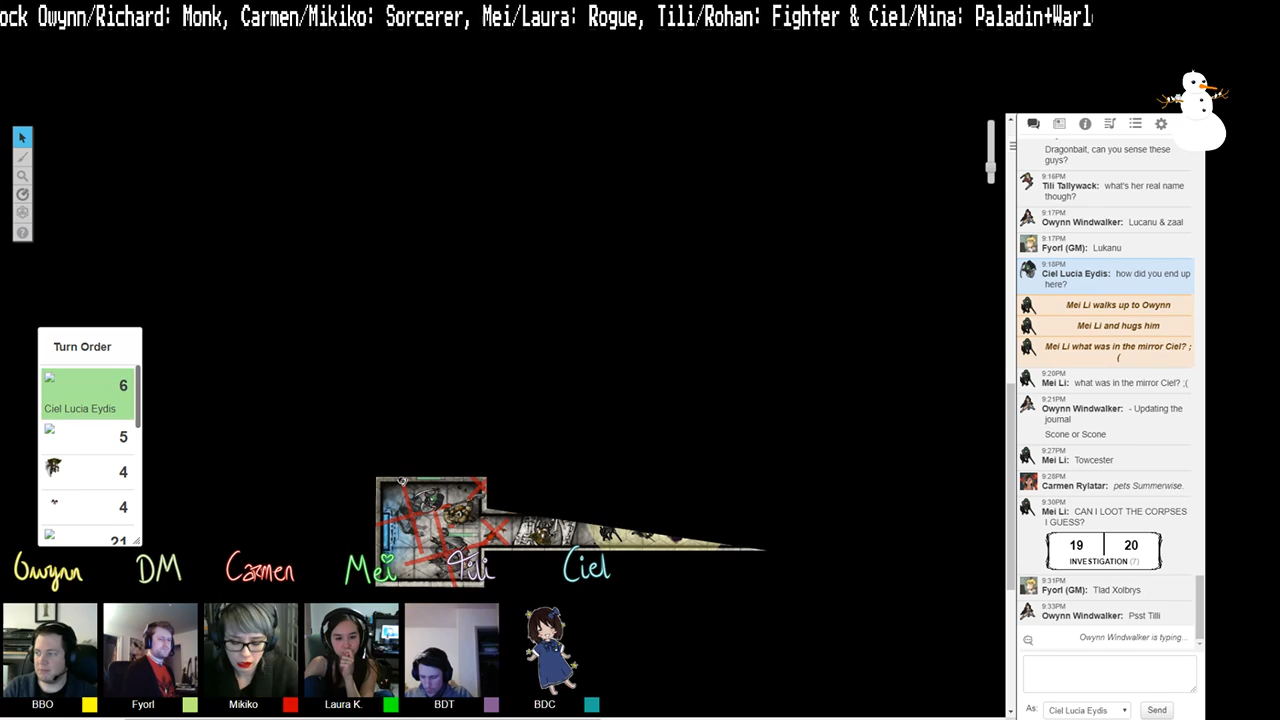 ock Owynn/Richard: Monk, Carmen/Mikiko: Sorcerer, Mei/Laura: Rogue, Tili/Rohan: Fighter & Ciel/Nina: Paladin+Warl
Dragonbait, can you sense these
guys?
9:16PM
Tili Tallywack: what's her real name
though?
9:17PM
Owynn Windwalker: Lucanu & zaal
9:17PM
Fyorl (GM): Lukanu
9:18PM
Ciel Lucia Eydis: how did you end up
here?
Mei Li walks up to Owynn
Mei Li and hugs him
Mei Li what was in the mirror Ciel? ;
(
9:20PM
Mei Li: what was in the mirror Ciel? ;(
9:21PM
Owynn Windwalker: - Updating the
journal
Scone or Scone
9:27PM
Mei Li: Towcester
9:28PM
Carmen Rylatar: pets Summerwise.
9:30PM
Mei Li: CAN I LOOT THE CORPSES
I GUESS?
19 20
INVESTIGATION (7)
9:31PM
Fyorl (GM): Tlad Xolbrys
9:33PM
Owynn Windwalker: Psst Tilli
Owynn Windwalker is typing...
As: Ciel Lucia Eydis Send
Turn Order
6
Ciel Lucia Eydis
5
4
4
21
Owynn DM Carmen Mei Tili Ciel
BBO Fyorl Mikiko Laura K. BDT BDC